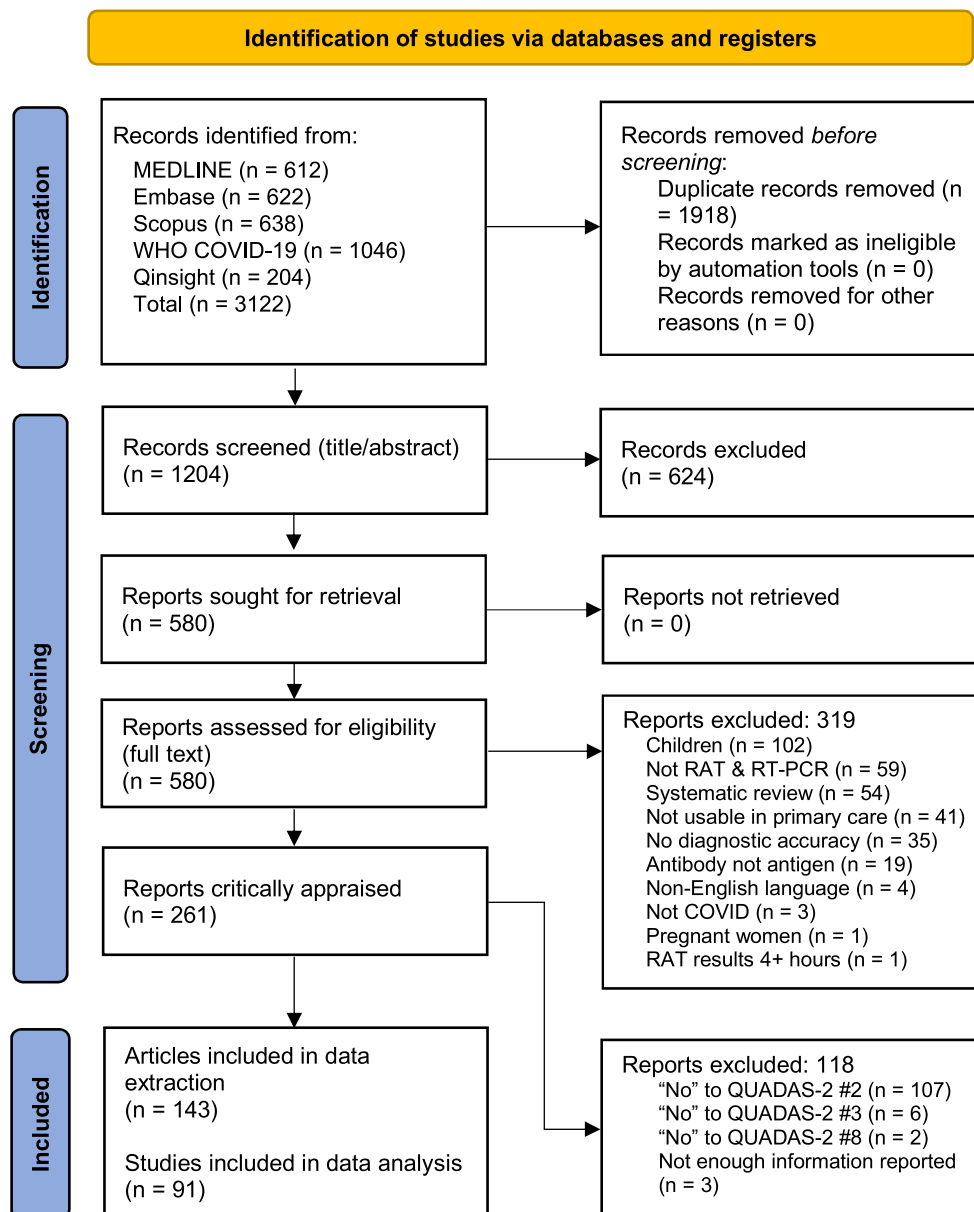 Identification of studies via databases and registers
Identification
Records identified from:
MEDLINE (n = 612)
Embase (n = 622)
Scopus (n = 638)
WHO COVID-19 (n = 1046)
Qinsight (n = 204)
Total (n = 3122)
Records removed before
screening:
Duplicate records removed (n
= 1918)
Records marked as ineligible
by automation tools (n = 0)
Records removed for other
reasons (n = 0)
Screening
Records screened (title/abstract)
(n = 1204)
Records excluded
(n = 624)
Reports sought for retrieval
(n = 580)
Reports not retrieved
(n = 0)
Reports assessed for eligibility
(full text)
(n = 580)
Reports excluded: 319
Children (n = 102)
Not RAT & RT-PCR (n = 59)
Systematic review (n = 54)
Not usable in primary care (n = 41)
No diagnostic accuracy (n = 35)
Antibody not antigen (n = 19)
Non-English language (n = 4)
Not COVID (n = 3)
Pregnant women (n = 1)
RAT results 4+ hours (n = 1)
Reports critically appraised
(n = 261)
Included
Articles included in data
extraction
(n = 143)
Studies included in data analysis
(n = 91)
Reports excluded: 118
“No” to QUADAS-2 #2 (n = 107)
“No” to QUADAS-2 #3 (n = 6)
“No” to QUADAS-2 #8 (n = 2)
Not enough information reported
(n = 3)